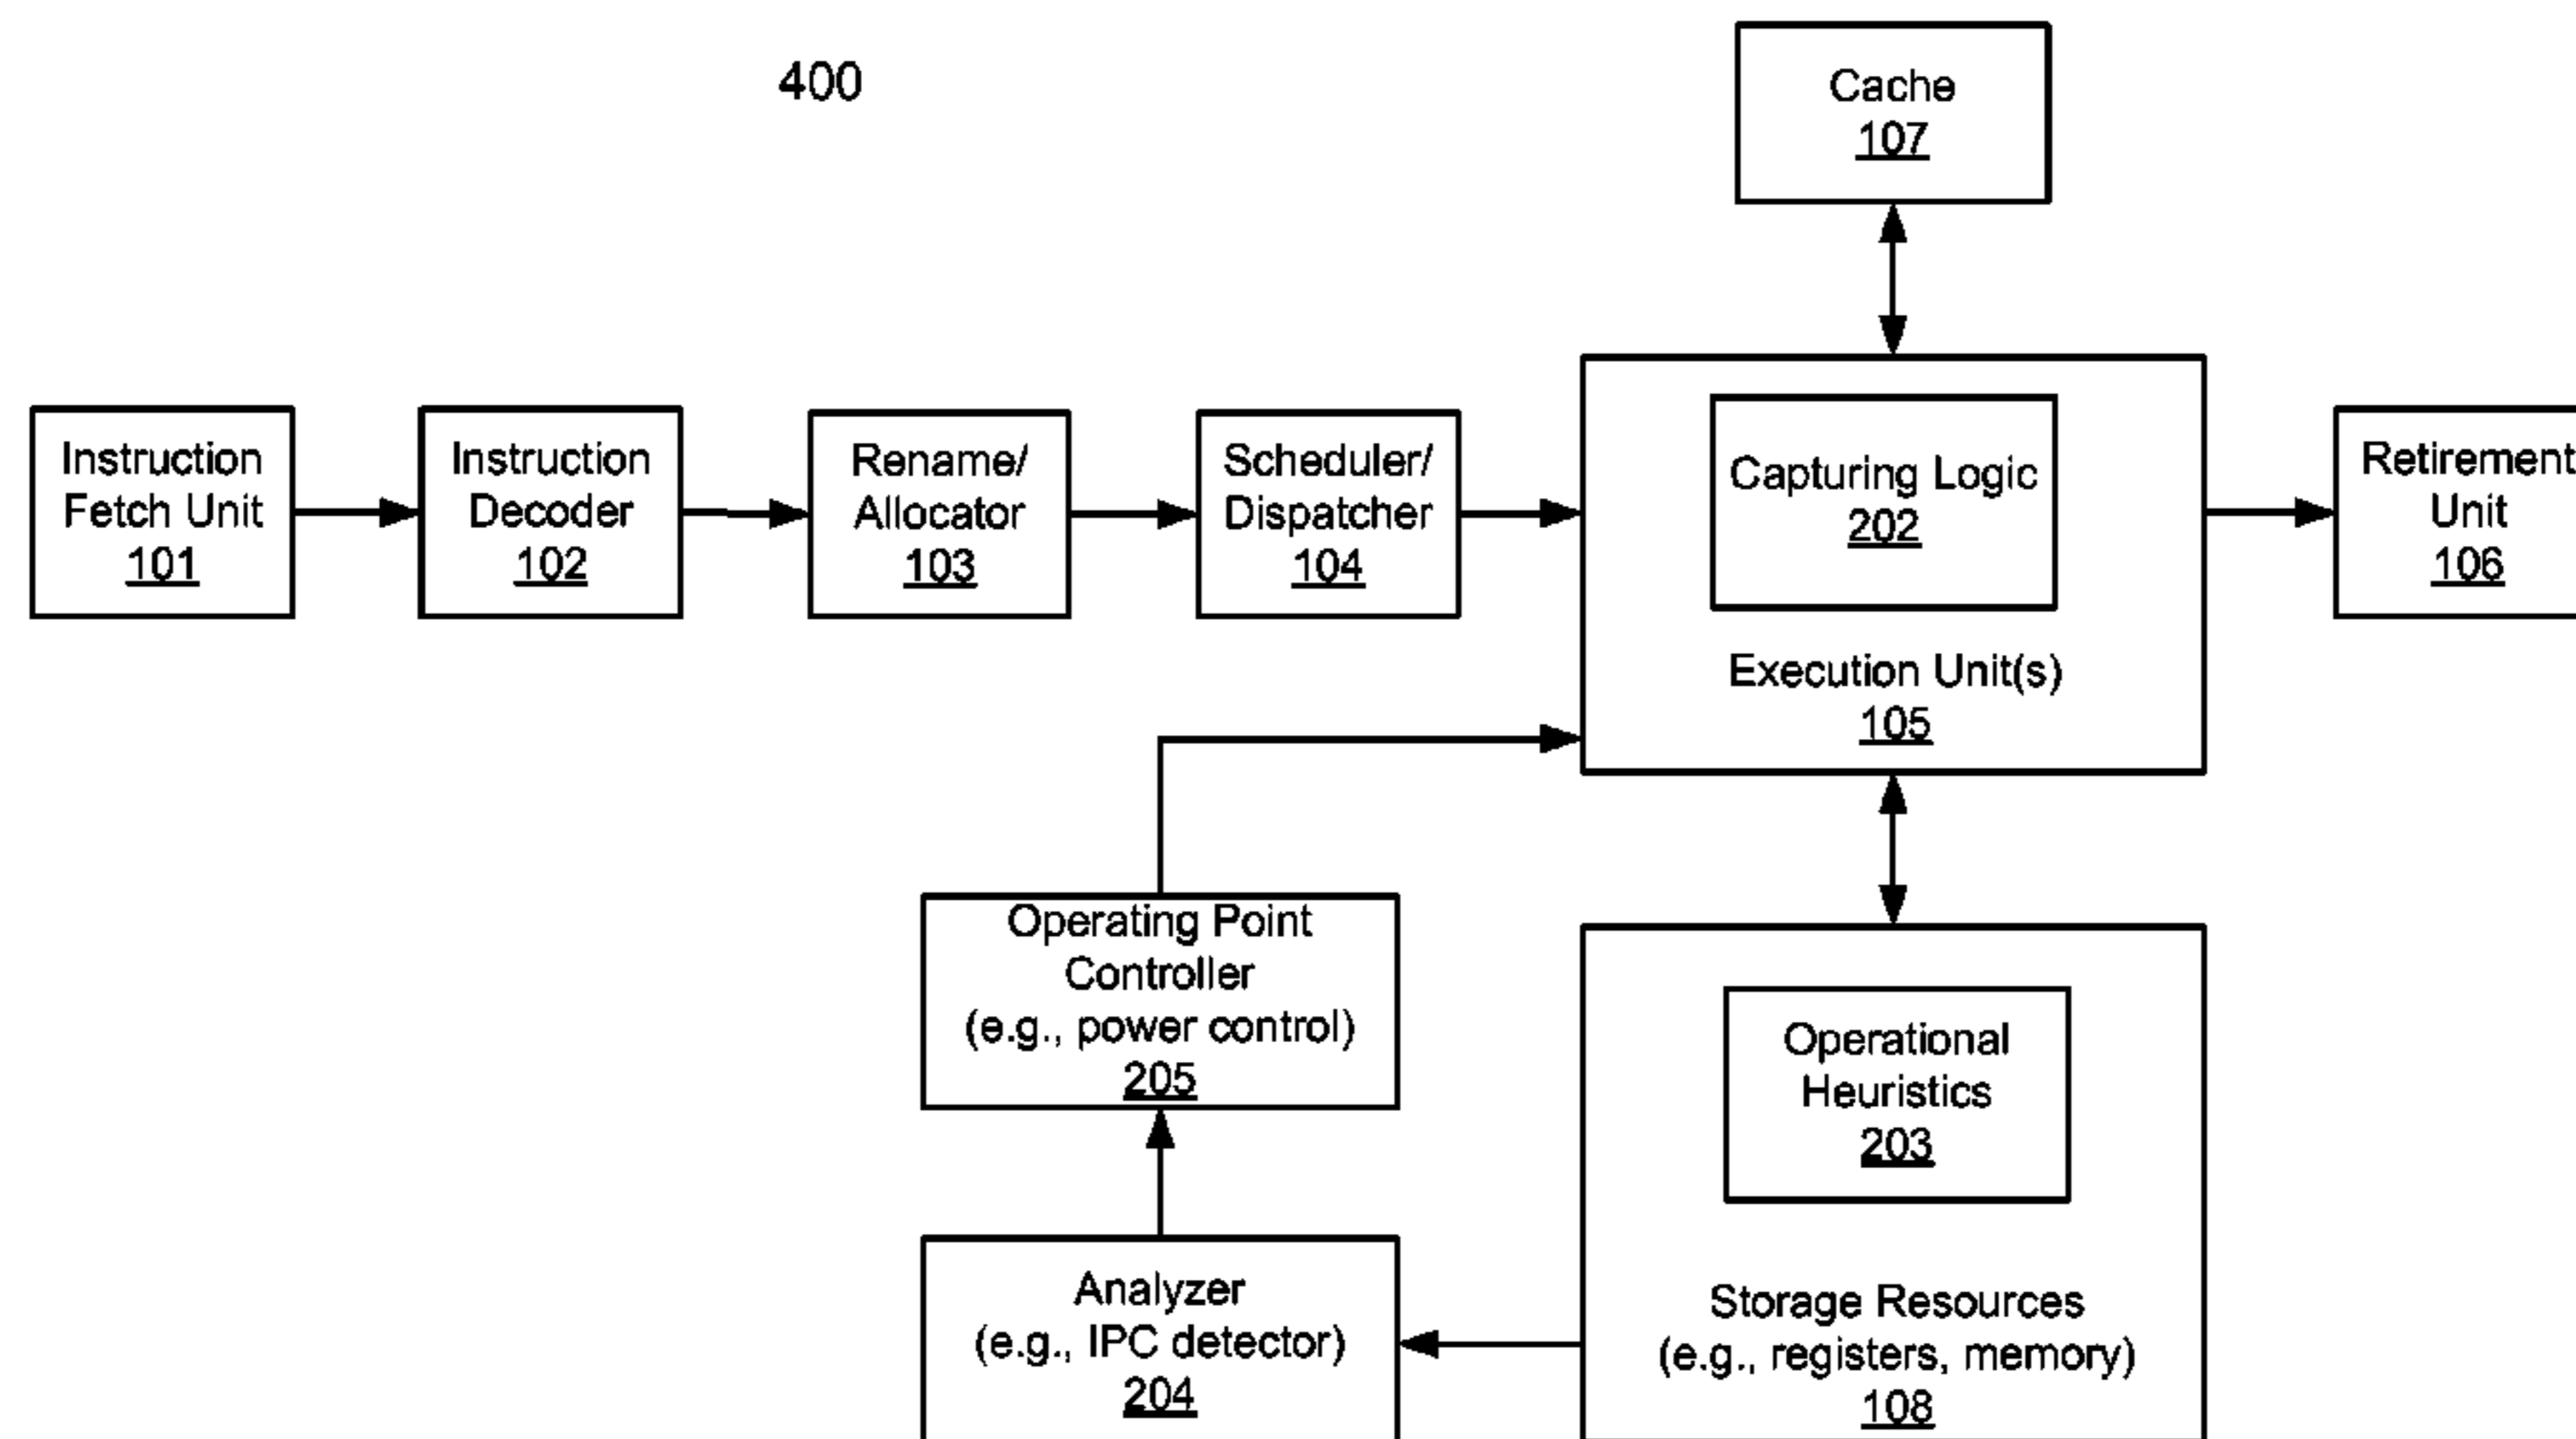 400
Cache
107
Instruction
Fetch Unit
101
Instruction
Decoder
102
Rename/
Allocator
103
Scheduler/
Dispatcher
104
Capturing Logic
202
Execution Unit(s)
105
Retirement
Unit
106
Operating Point
Controller
(e.g., power control)
205
Operational
Heuristics
203
Analyzer
(e.g., IPC detector)
204
Storage Resources
(e.g., registers, memory)
108